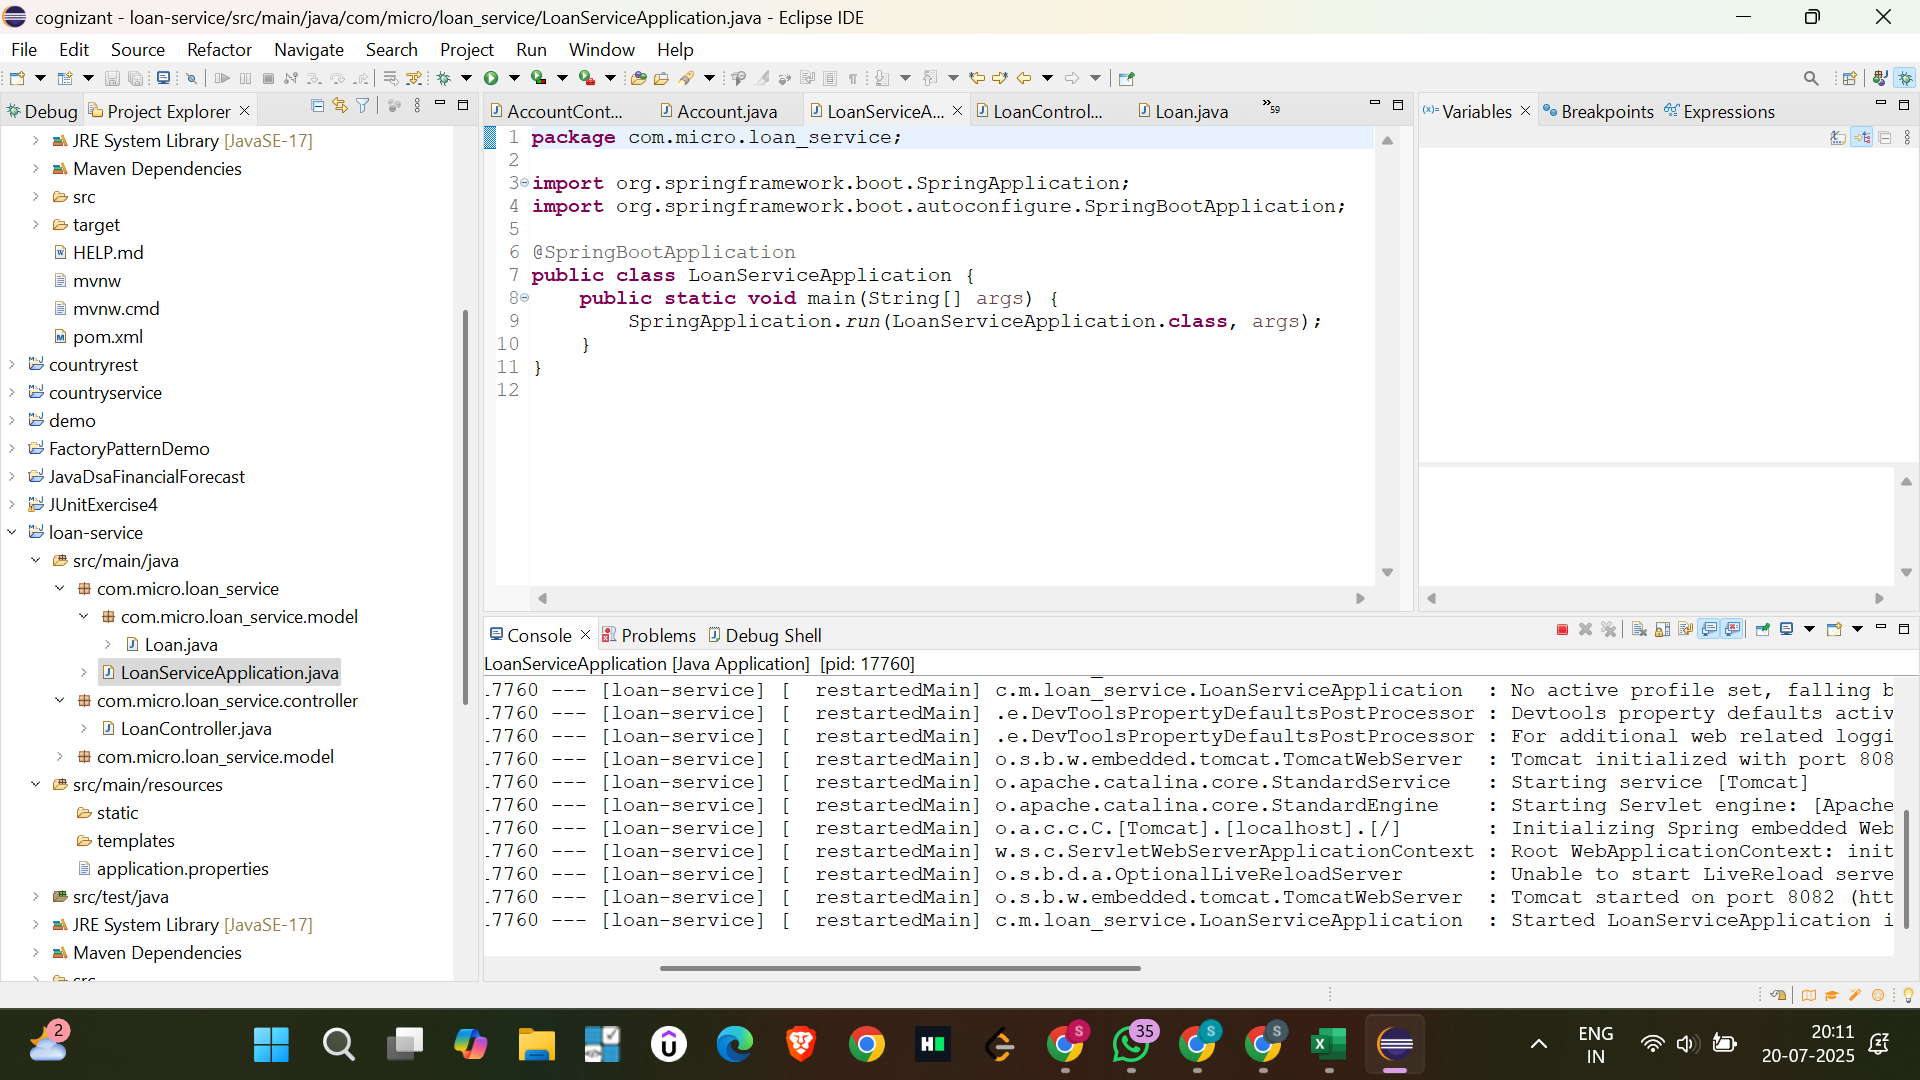 cognizant - loan-service/src/main/java/com/micro/loan_service/LoanServiceApplication.java - Eclipse IDE
File Edit Source Refactor Navigate Search Project Run Window Help
Debug Project Explorer
JRE System Library [JavaSE-17]
Maven Dependencies
src
target
HELP.md
mvnw
mvnw.cmd
pom.xml
countryrest
countryservice
demo
FactoryPatternDemo
JavaDsaFinancialForecast
JUnitExercise4
loan-service
src/main/java
com.micro.loan_service
com.micro.loan_service.model
Loan.java
LoanServiceApplication.java
com.micro.loan_service.controller
LoanController.java
com.micro.loan_service.model
src/main/resources
static
templates
application.properties
src/test/java
JRE System Library [JavaSE-17]
Maven Dependencies
src
AccountCont... Account.java LoanServiceA... LoanControl... Loan.java »59
1 package com.micro.loan_service;
2
3 import org.springframework.boot.SpringApplication;
4 import org.springframework.boot.autoconfigure.SpringBootApplication;
5
6 @SpringBootApplication
7 public class LoanServiceApplication {
8 public static void main(String[] args) {
9 SpringApplication.run(LoanServiceApplication.class, args);
10 }
11 }
12
(x)= Variables Breakpoints Expressions
Console Problems Debug Shell
LoanServiceApplication [Java Application] [pid: 17760]
.7760 --- [loan-service] [ restartedMain] c.m.loan_service.LoanServiceApplication : No active profile set, falling b
.7760 --- [loan-service] [ restartedMain] .e.DevToolsPropertyDefaultsPostProcessor : Devtools property defaults activ
.7760 --- [loan-service] [ restartedMain] .e.DevToolsPropertyDefaultsPostProcessor : For additional web related loggi
.7760 --- [loan-service] [ restartedMain] o.s.b.w.embedded.tomcat.TomcatWebServer : Tomcat initialized with port 808
.7760 --- [loan-service] [ restartedMain] o.apache.catalina.core.StandardService : Starting service [Tomcat]
.7760 --- [loan-service] [ restartedMain] o.apache.catalina.core.StandardEngine : Starting Servlet engine: [Apache
.7760 --- [loan-service] [ restartedMain] o.a.c.c.C.[Tomcat].[localhost].[/] : Initializing Spring embedded Web
.7760 --- [loan-service] [ restartedMain] w.s.c.ServletWebServerApplicationContext : Root WebApplicationContext: init
.7760 --- [loan-service] [ restartedMain] o.s.b.d.a.OptionalLiveReloadServer : Unable to start LiveReload serve
.7760 --- [loan-service] [ restartedMain] o.s.b.w.embedded.tomcat.TomcatWebServer : Tomcat started on port 8082 (htt
.7760 --- [loan-service] [ restartedMain] c.m.loan_service.LoanServiceApplication : Started LoanServiceApplication i
2
35
S
S
S
ENG
IN
20:11
20-07-2025